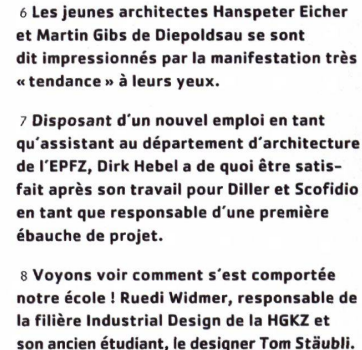 6 Les jeunes architectes Hanspeter Eicher
et Martin Gibs de Diepoldsau se sont
dit impressionnés par la manifestation très
« tendance » à leurs yeux.
7 Disposant d'un nouvel emploi en tant
qu'assistant au département d'architecture
de l'EPFZ, Dirk Hebel a de quoi être satis-
fait après son travail pour Diller et Scofidio
en tant que responsable d'une première
ébauche de projet.
8 Voyons voir comment s'est comportée
notre école ! Ruedi Widmer, responsable de
la filière Industrial Design de la HGKZ et
son ancien étudiant, le designer Tom Stäubli.